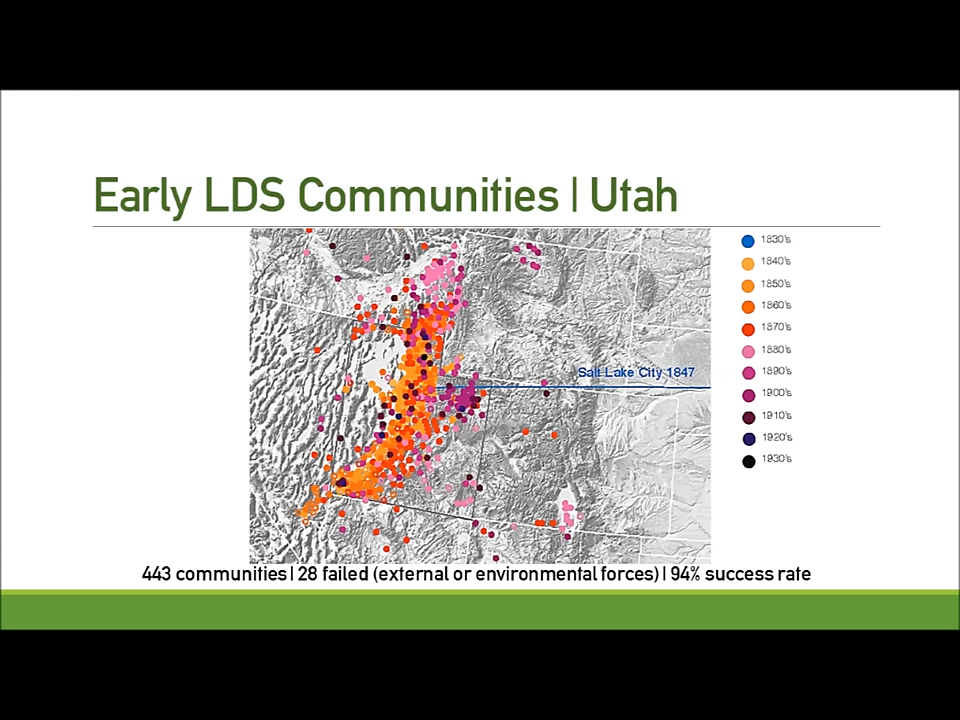 Early LDS Communities | Utah
1830's
1840's
1850's
1860's
1870's
1880's
1890's
1900's
1910's
1920's
1930's
Salt Lake City 1847
443 communities | 28 failed (external or environmental forces) | 94% success rate